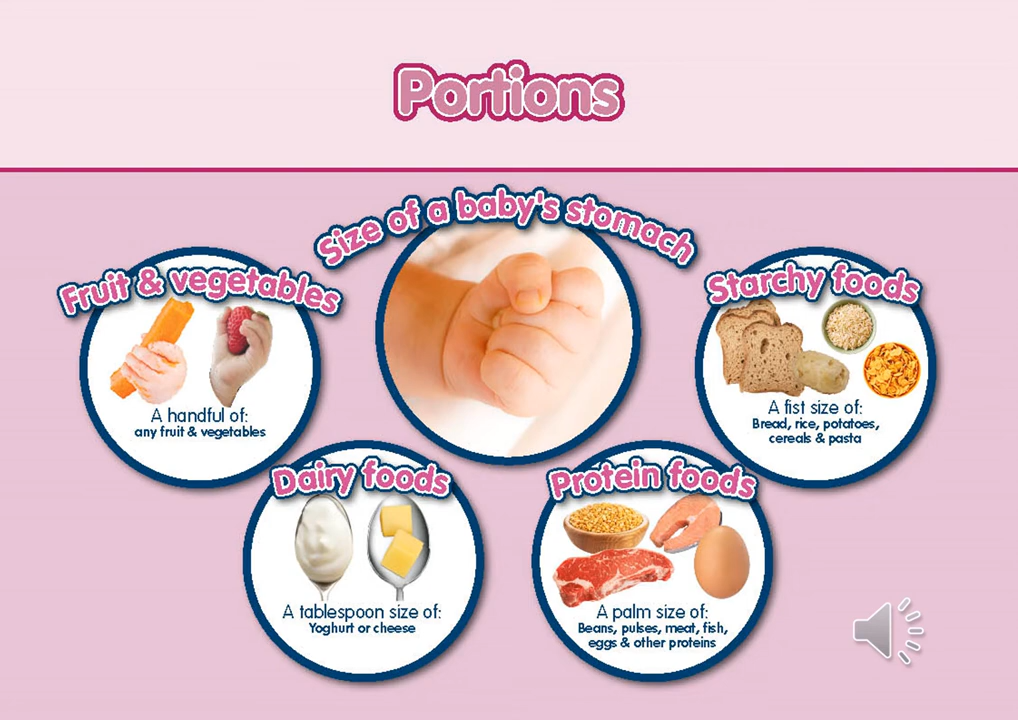 Portions
Size of a baby's stomach
Fruit & vegetables
A handful of:
any fruit & vegetables
Starchy foods
A fist size of:
Bread, rice, potatoes,
cereals & pasta
Dairy foods
A tablespoon size of:
Yoghurt or cheese
Protein foods
A palm size of:
Beans, pulses, meat, fish,
eggs & other proteins